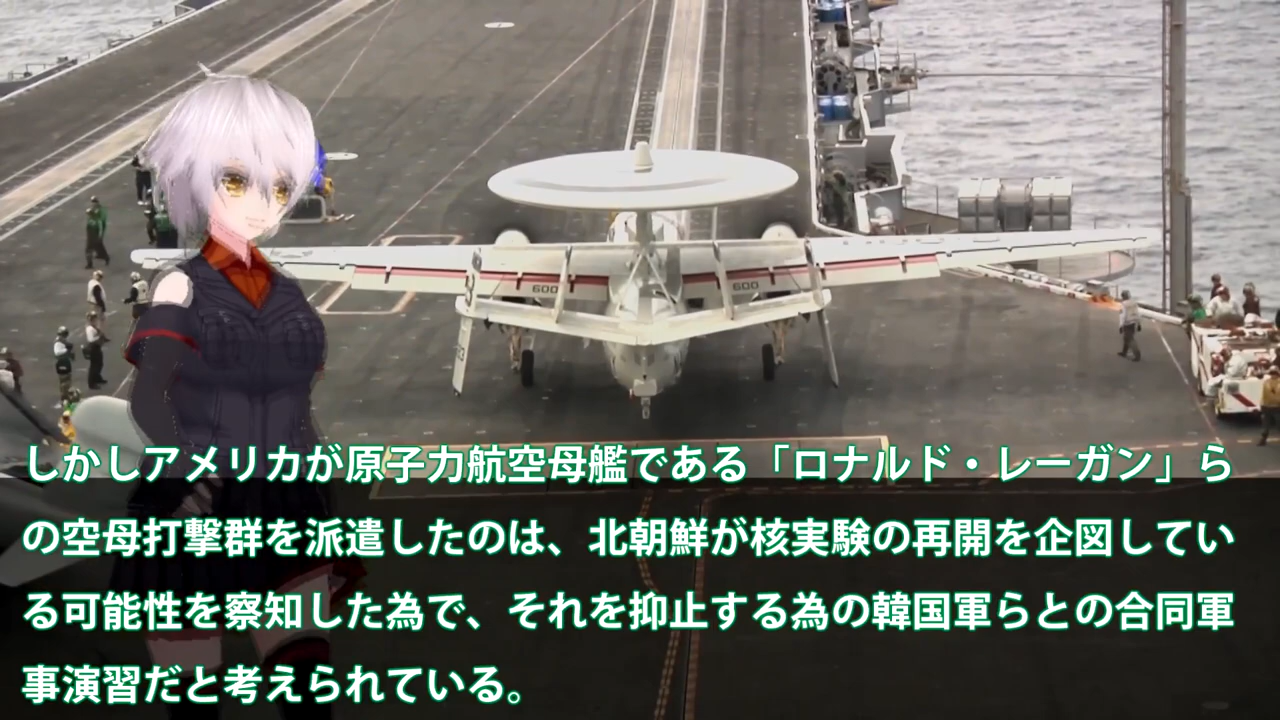 600
600
しかしアメリカが原子力航空母艦である「ロナルド・レーガン」ら
の空母打撃群を派遣したのは、北朝鮮が核実験の再開を企図してい
る可能性を察知した為で、それを抑止する為の韓国軍らとの合同軍
事演習だと考えられている。